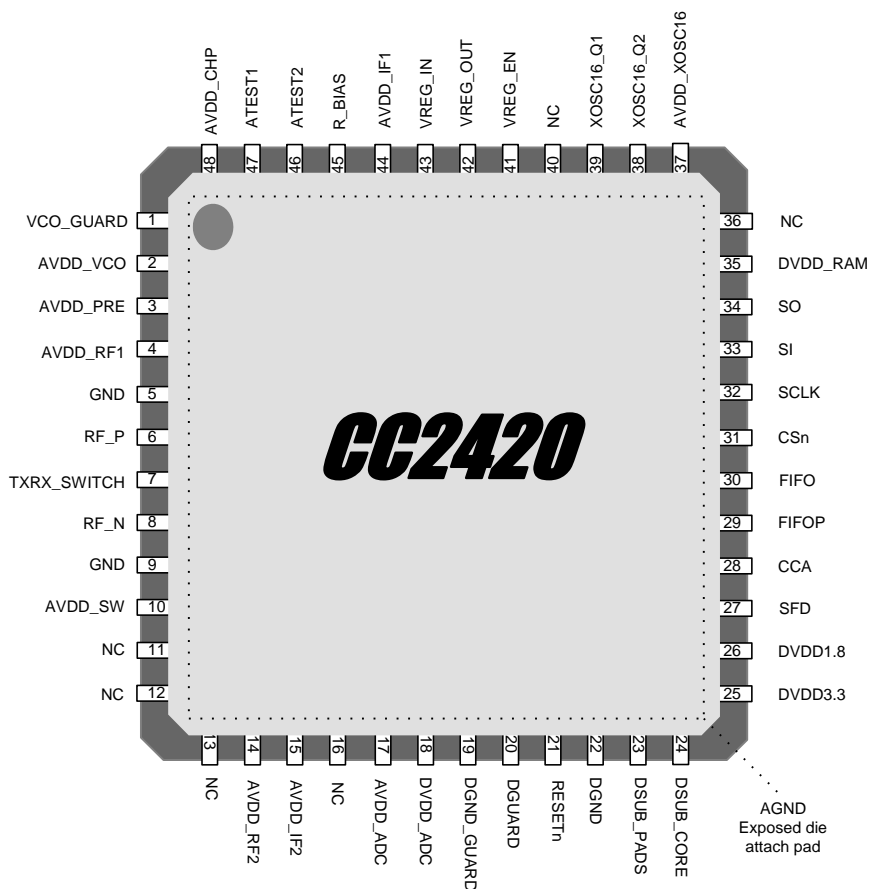 AVDD_CHP
ATEST1
ATEST2
R_BIAS
AVDD_IF1
VREG_IN
VREG_OUT
VREG_EN
NC
XOSC16_Q1
XOSC16_Q2
AVDD_XOSC16
48
47
46
45
44
43
42
41
40
39
38
37
VCO_GUARD 1
AVDD_VCO 2
AVDD_PRE 3
AVDD_RF1 4
GND 5
RF_P 6
TXRX_SWITCH 7
RF_N 8
GND 9
AVDD_SW 10
NC 11
NC 12
CC2420
36 NC
35 DVDD_RAM
34 SO
33 SI
32 SCLK
31 CSn
30 FIFO
29 FIFOP
28 CCA
27 SFD
26 DVDD1.8
25 DVDD3.3
13
14
15
16
17
18
19
20
21
22
23
24
NC
AVDD_RF2
AVDD_IF2
NC
AVDD_ADC
DVDD_ADC
DGND_GUARD
DGUARD
RESETn
DGND
DSUB_PADS
DSUB_CORE
AGND
Exposed die
attach pad